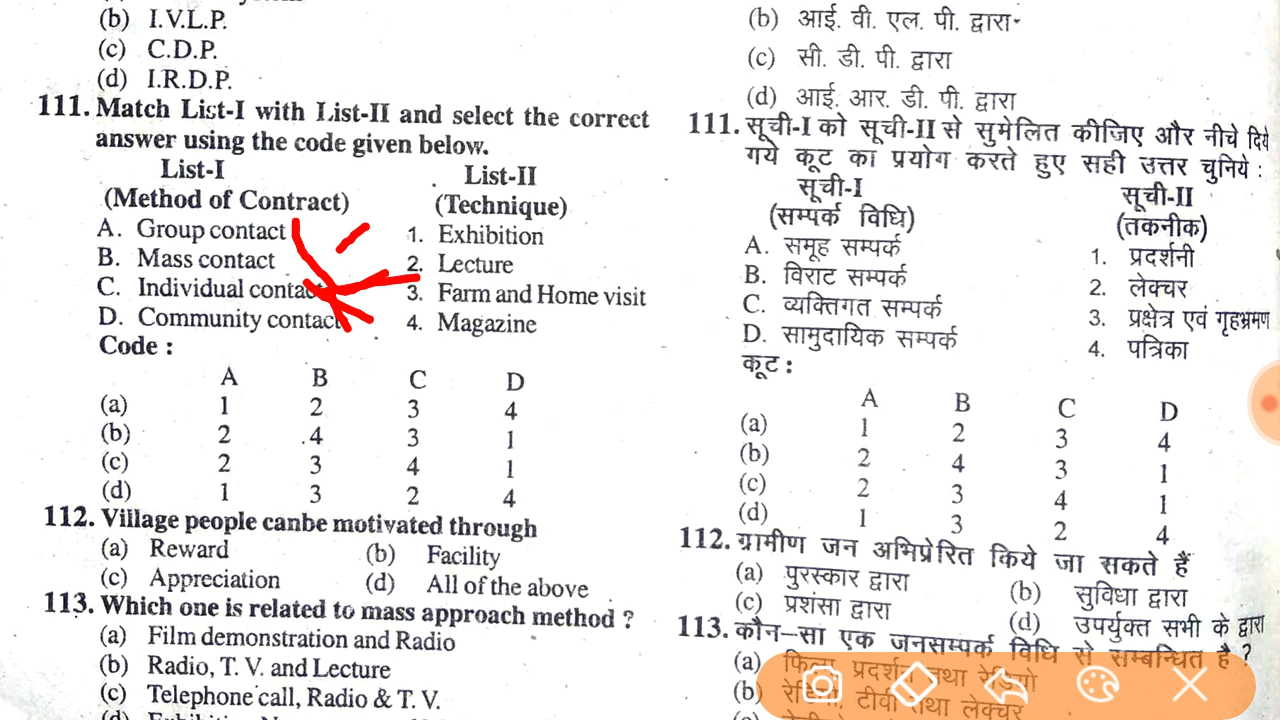 (b) I.V.L.P.
(c) C.D.P.
(d) I.R.D.P.
111. Match List-I with List-II and select the correct
answer using the code given below.
List-I List-II
(Method of Contract) (Technique)
A. Group contact 1. Exhibition
B. Mass contact 2. Lecture
C. Individual contact 3. Farm and Home visit
D. Community contact 4. Magazine
Code :
A B C D
(a) 1 2 3 4
(b) 2 4 3 1
(c) 2 3 4 1
(d) 1 3 2 4
112. Village people canbe motivated through
(a) Reward (b) Facility
(c) Appreciation (d) All of the above
113. Which one is related to mass approach method ?
(a) Film demonstration and Radio
(b) Radio, T. V. and Lecture
(c) Telephone call, Radio & T. V.
(b) आई. वी. एल. पी. द्वारा
(c) सी. डी. पी. द्वारा
(d) आई. आर. डी. पी. द्वारा
111. सूची-I को सूची-II से सुमेलित कीजिए और नीचे दिये
गये कूट का प्रयोग करते हुए सही उत्तर चुनिये :
सूची-I सूची-II
(सम्पर्क विधि) (तकनीक)
A. समूह सम्पर्क 1. प्रदर्शनी
B. विराट सम्पर्क 2. लेक्चर
C. व्यक्तिगत सम्पर्क 3. प्रक्षेत्र एवं गृहभ्रमण
D. सामुदायिक सम्पर्क 4. पत्रिका
कूट :
A B C D
(a) 1 2 3 4
(b) 2 4 3 1
(c) 2 3 4 1
(d) 1 3 2 4
112. ग्रामीण जन अभिप्रेरित किये जा सकते हैं
(a) पुरस्कार द्वारा (b) सुविधा द्वारा
(c) प्रशंसा द्वारा (d) उपर्युक्त सभी के द्वारा
113. कौन–सा एक जनसम्पर्क विधि से सम्बन्धित है ?
(a) फिल्म प्रदर्शन तथा रेडियो
(b) रेडियो, टीवी तथा लेक्चर